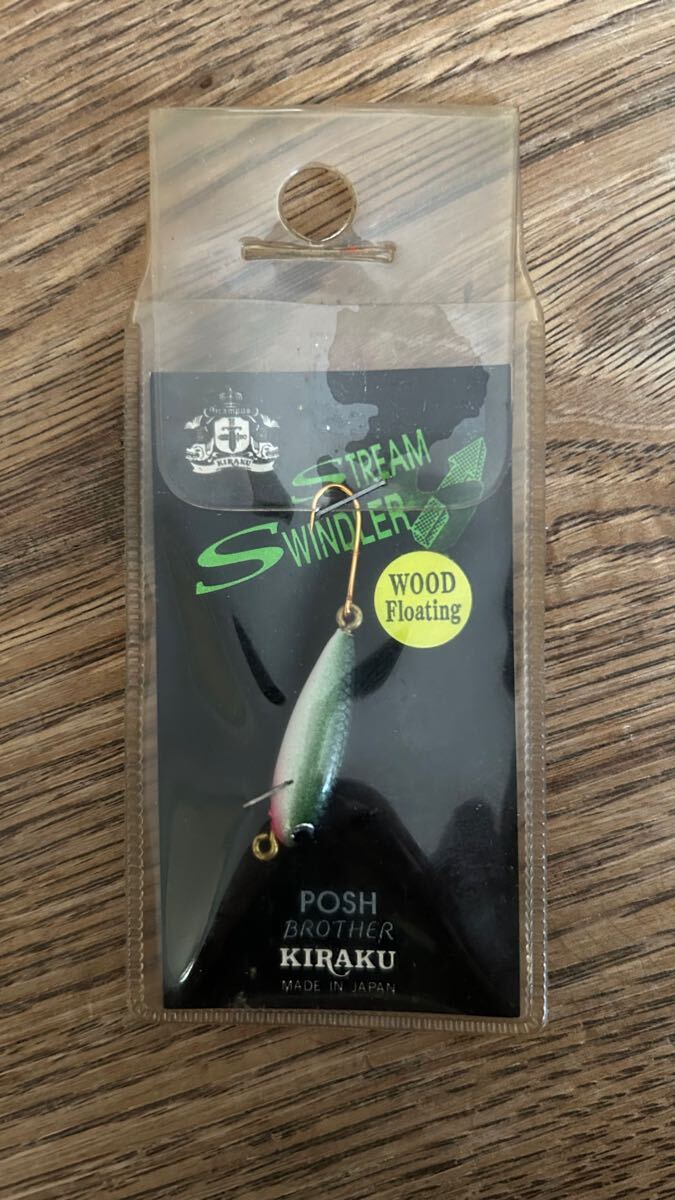 KIRAKU
STREAM
SWINDLER
WOOD
Floating
POSH
BROTHER
KIRAKU
MADE IN JAPAN